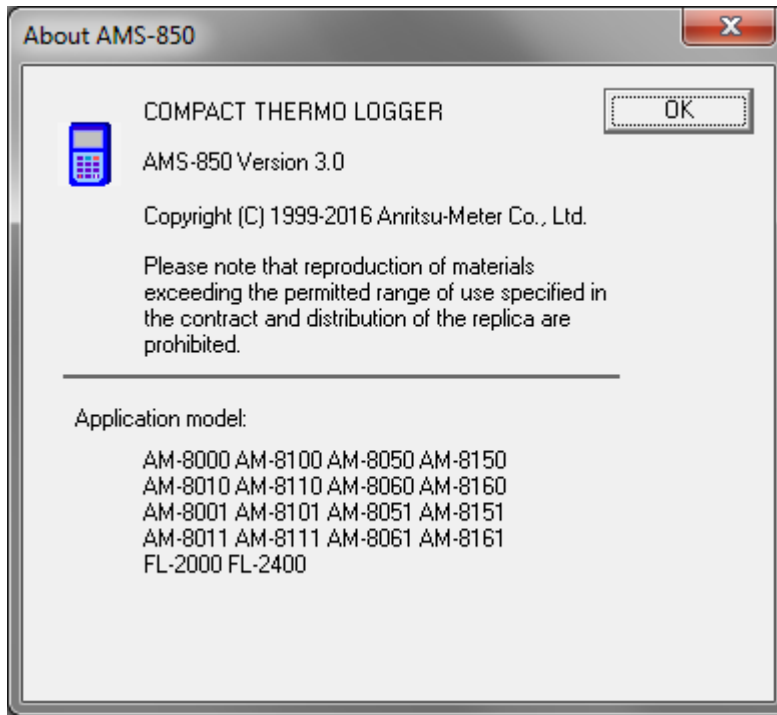 About AMS-850
COMPACT THERMO LOGGER
OK
AMS-850 Version 3.0
Copyright (C) 1999-2016 Anritsu-Meter Co., Ltd.
Please note that reproduction of materials
exceeding the permitted range of use specified in
the contract and distribution of the replica are
prohibited.
Application model:
AM-8000 AM-8100 AM-8050 AM-8150
AM-8010 AM-8110 AM-8060 AM-8160
AM-8001 AM-8101 AM-8051 AM-8151
AM-8011 AM-8111 AM-8061 AM-8161
FL-2000 FL-2400